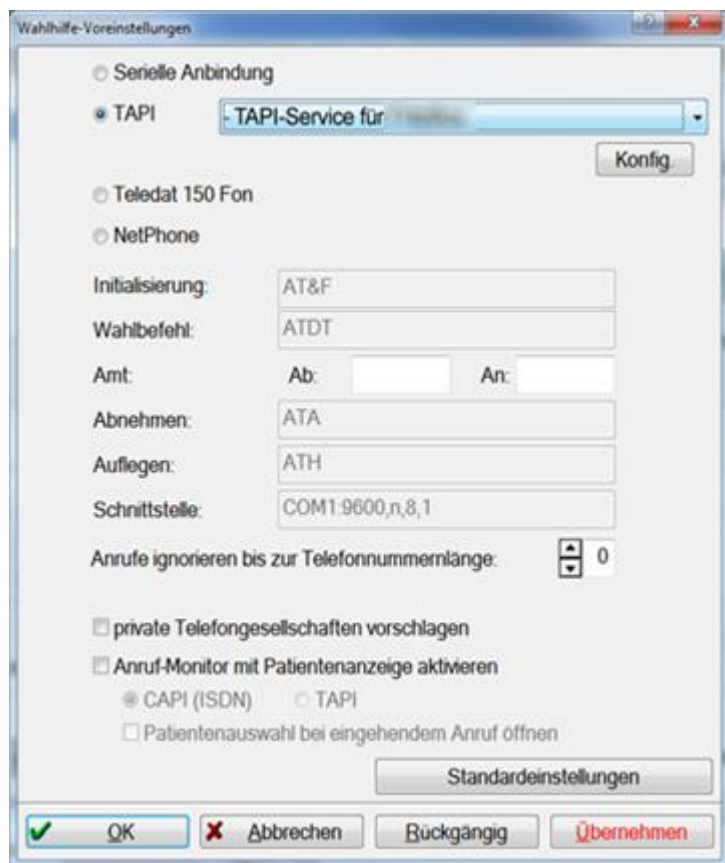 Wahlhilfe-Voreinstellungen
Serielle Anbindung
TAPI - TAPI-Service für
Konfig.
Teledat 150 Fon
NetPhone
Initialisierung: AT&F
Wahlbefehl: ATDT
Amt: Ab: An:
Abnehmen: ATA
Auflegen: ATH
Schnittstelle: COM1:9600,n,8,1
Anrufe ignorieren bis zur Telefonnummernlänge: 0
private Telefongesellschaften vorschlagen
Anruf-Monitor mit Patientenanzeige aktivieren
CAPI (ISDN) TAPI
Patientenauswahl bei eingehendem Anruf öffnen
Standardeinstellungen
OK Abbrechen Rückgängig Übernehmen